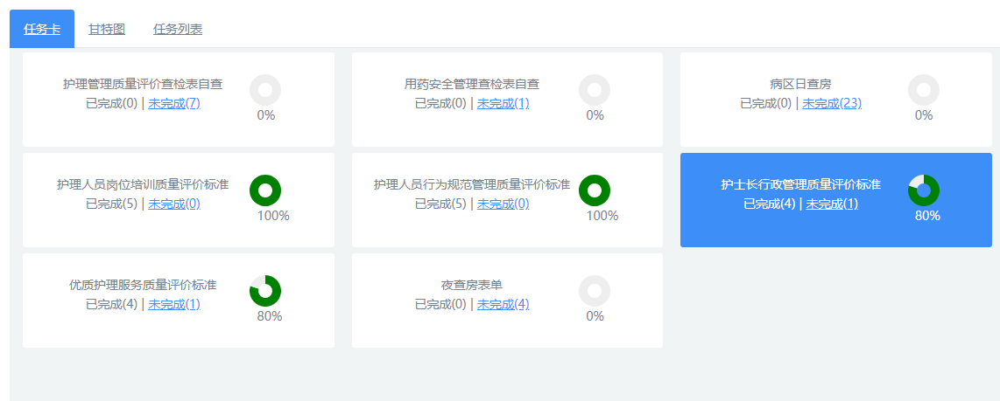 任务卡 甘特图 任务列表
护理管理质量评价查检表自查
已完成(0) | 未完成(7)
0%
用药安全管理查检表自查
已完成(0) | 未完成(1)
0%
病区日查房
已完成(0) | 未完成(23)
0%
护理人员岗位培训质量评价标准
已完成(5) | 未完成(0)
100%
护理人员行为规范管理质量评价标准
已完成(5) | 未完成(0)
100%
护士长行政管理质量评价标准
已完成(4) | 未完成(1)
80%
优质护理服务质量评价标准
已完成(4) | 未完成(1)
80%
夜查房表单
已完成(0) | 未完成(4)
0%